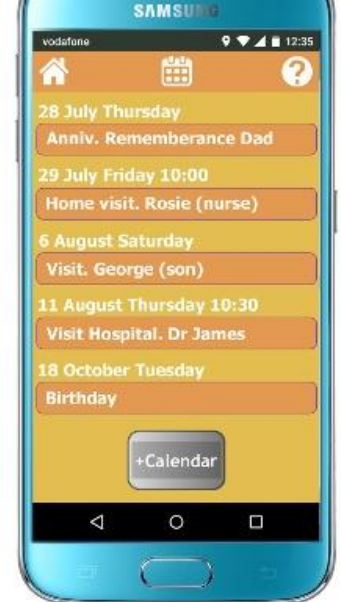 SAMSUNG
vodafone 12:35
?
28 July Thursday
Anniv. Rememberance Dad
29 July Friday 10:00
Home visit. Rosie (nurse)
6 August Saturday
Visit. George (son)
11 August Thursday 10:30
Visit Hospital. Dr James
18 October Tuesday
Birthday
+Calendar